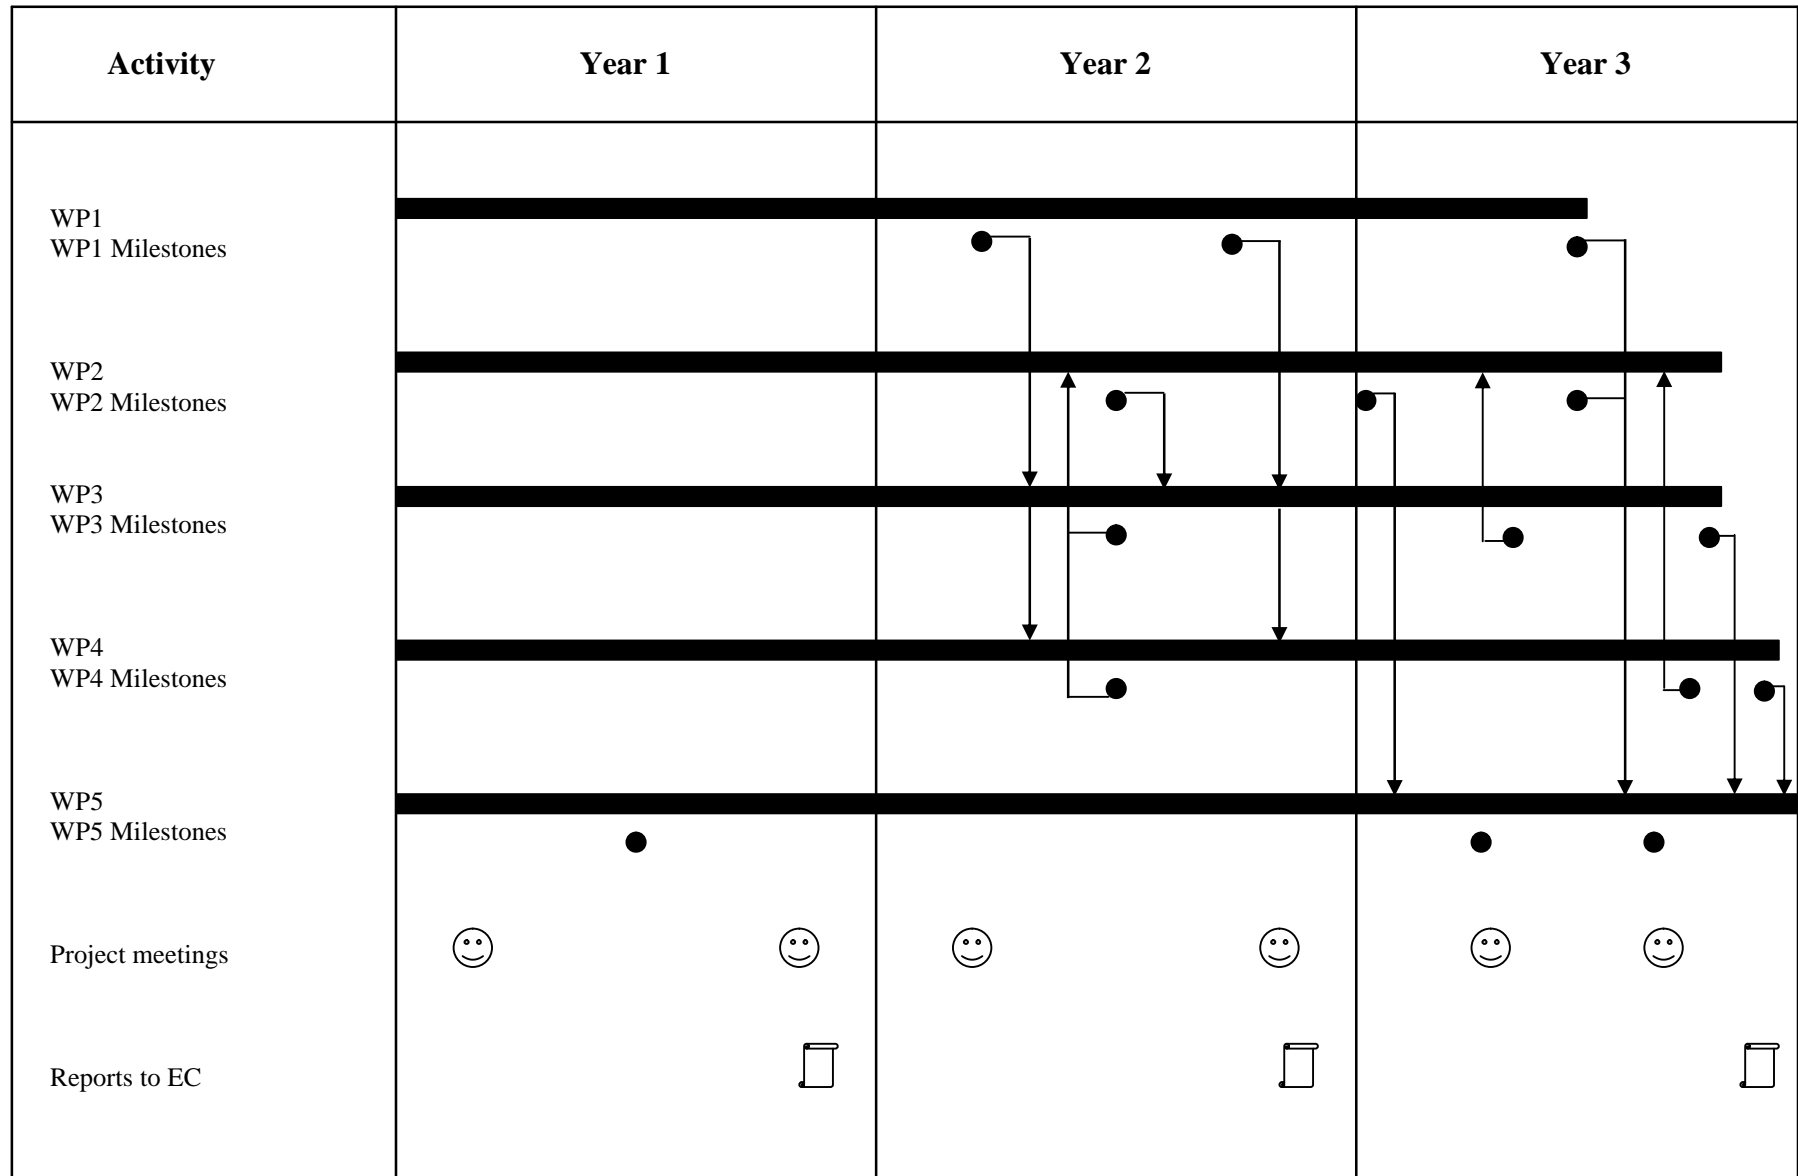 Activity
Year 1
Year 2
Year 3
WP1
WP1 Milestones
WP2
WP2 Milestones
WP3
WP3 Milestones
WP4
WP4 Milestones
WP5
WP5 Milestones
Project meetings
Reports to EC